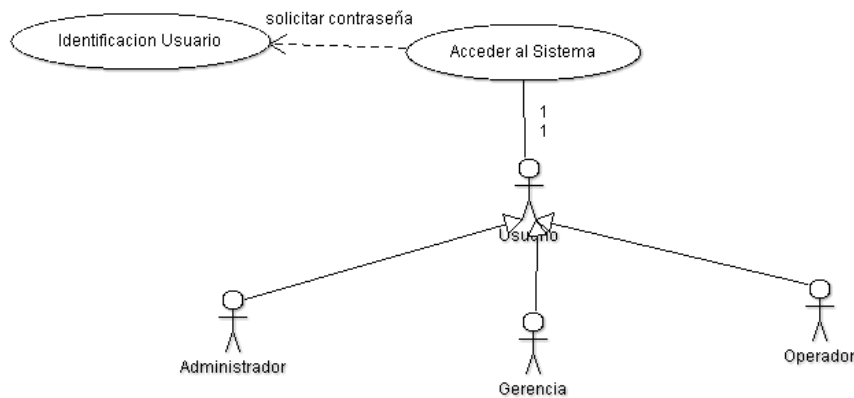 solicitar contraseña
Identificacion Usuario
Acceder al Sistema
1
1
Usuario
Administrador
Gerencia
Operador